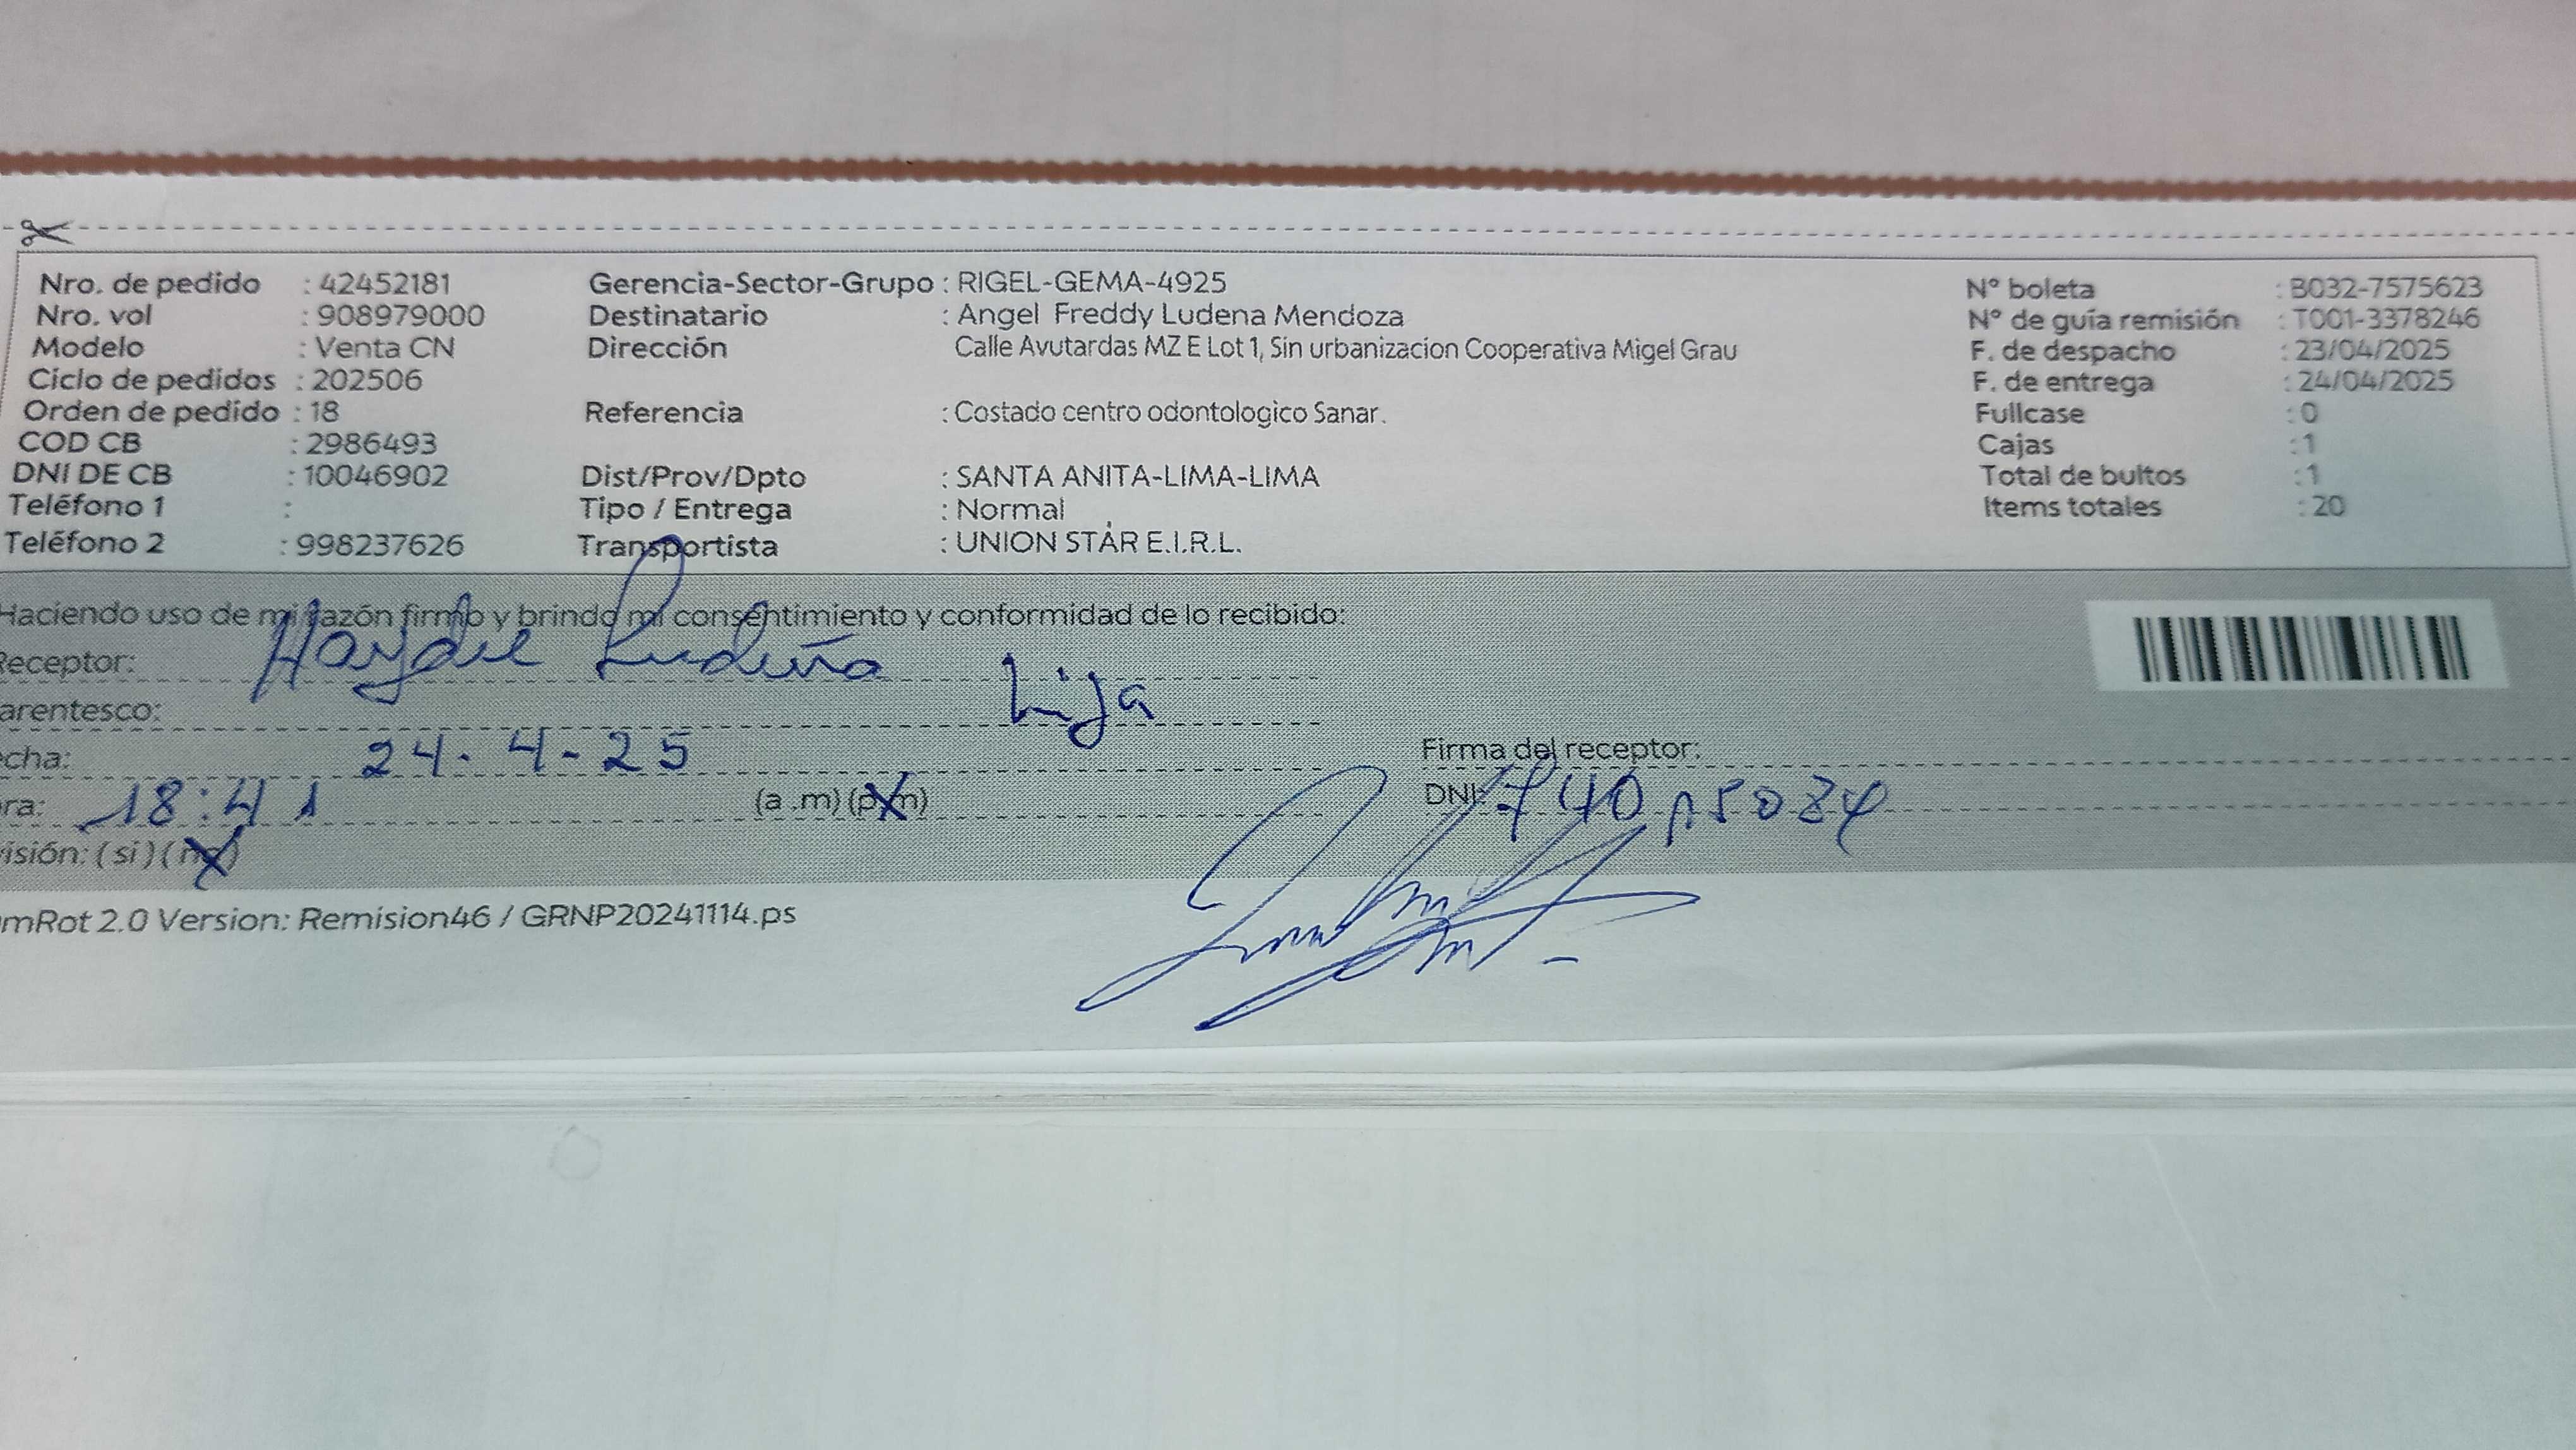 Nro. de pedido : 42452181 Gerencia-Sector-Grupo : RIGEL-GEMA-4925 N° boleta : B032-7575623
Nro. vol : 908979000 Destinatario : Angel Freddy Ludena Mendoza N° de guía remisión : T001-3378246
Modelo : Venta CN Dirección Calle Avutardas MZ E Lot 1, Sin urbanizacion Cooperativa Migel Grau F. de despacho : 23/04/2025
Ciclo de pedidos : 202506 F. de entrega : 24/04/2025
Orden de pedido : 18 Referencia : Costado centro odontologico Sanar. Fullcase : 0
COD CB : 2986493 Cajas : 1
DNI DE CB : 10046902 Dist/Prov/Dpto : SANTA ANITA-LIMA-LIMA Total de bultos : 1
Teléfono 1 : Tipo / Entrega : Normal Items totales : 20
Teléfono 2 : 998237626 Transportista : UNION STAR E.I.R.L.
Haciendo uso de mi razón firmo y brindo mi consentimiento y conformidad de lo recibido:
Receptor: Haydee Ludeña
arentesco: hija
echa: 24-4-25 Firma del receptor:
ra: 18:41 (a .m) (p.m) DNI:
visión: ( si ) ( no )
mRot 2.0 Version: Remision46 / GRNP20241114.ps